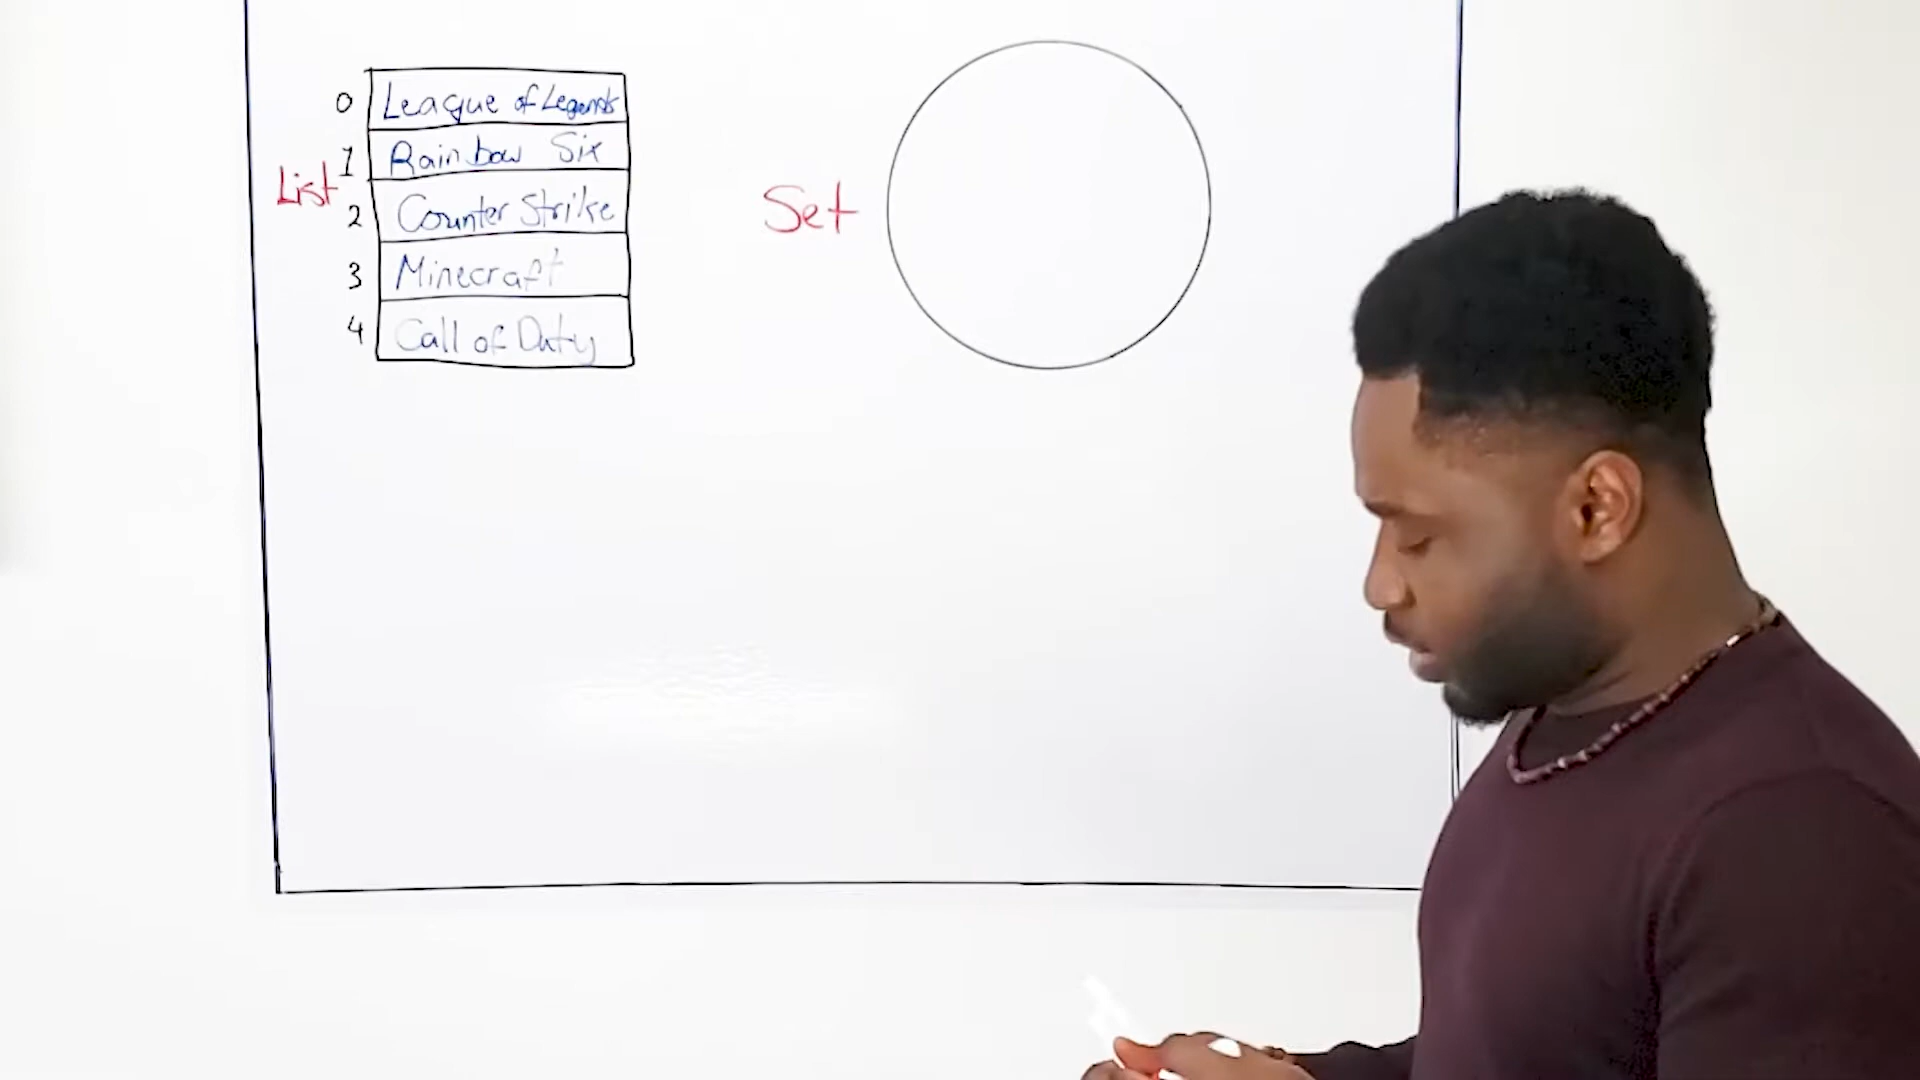 0 League of Legends
1 Rainbow Six
List
2 Counter Strike
3 Minecraft
4 Call of Duty
Set